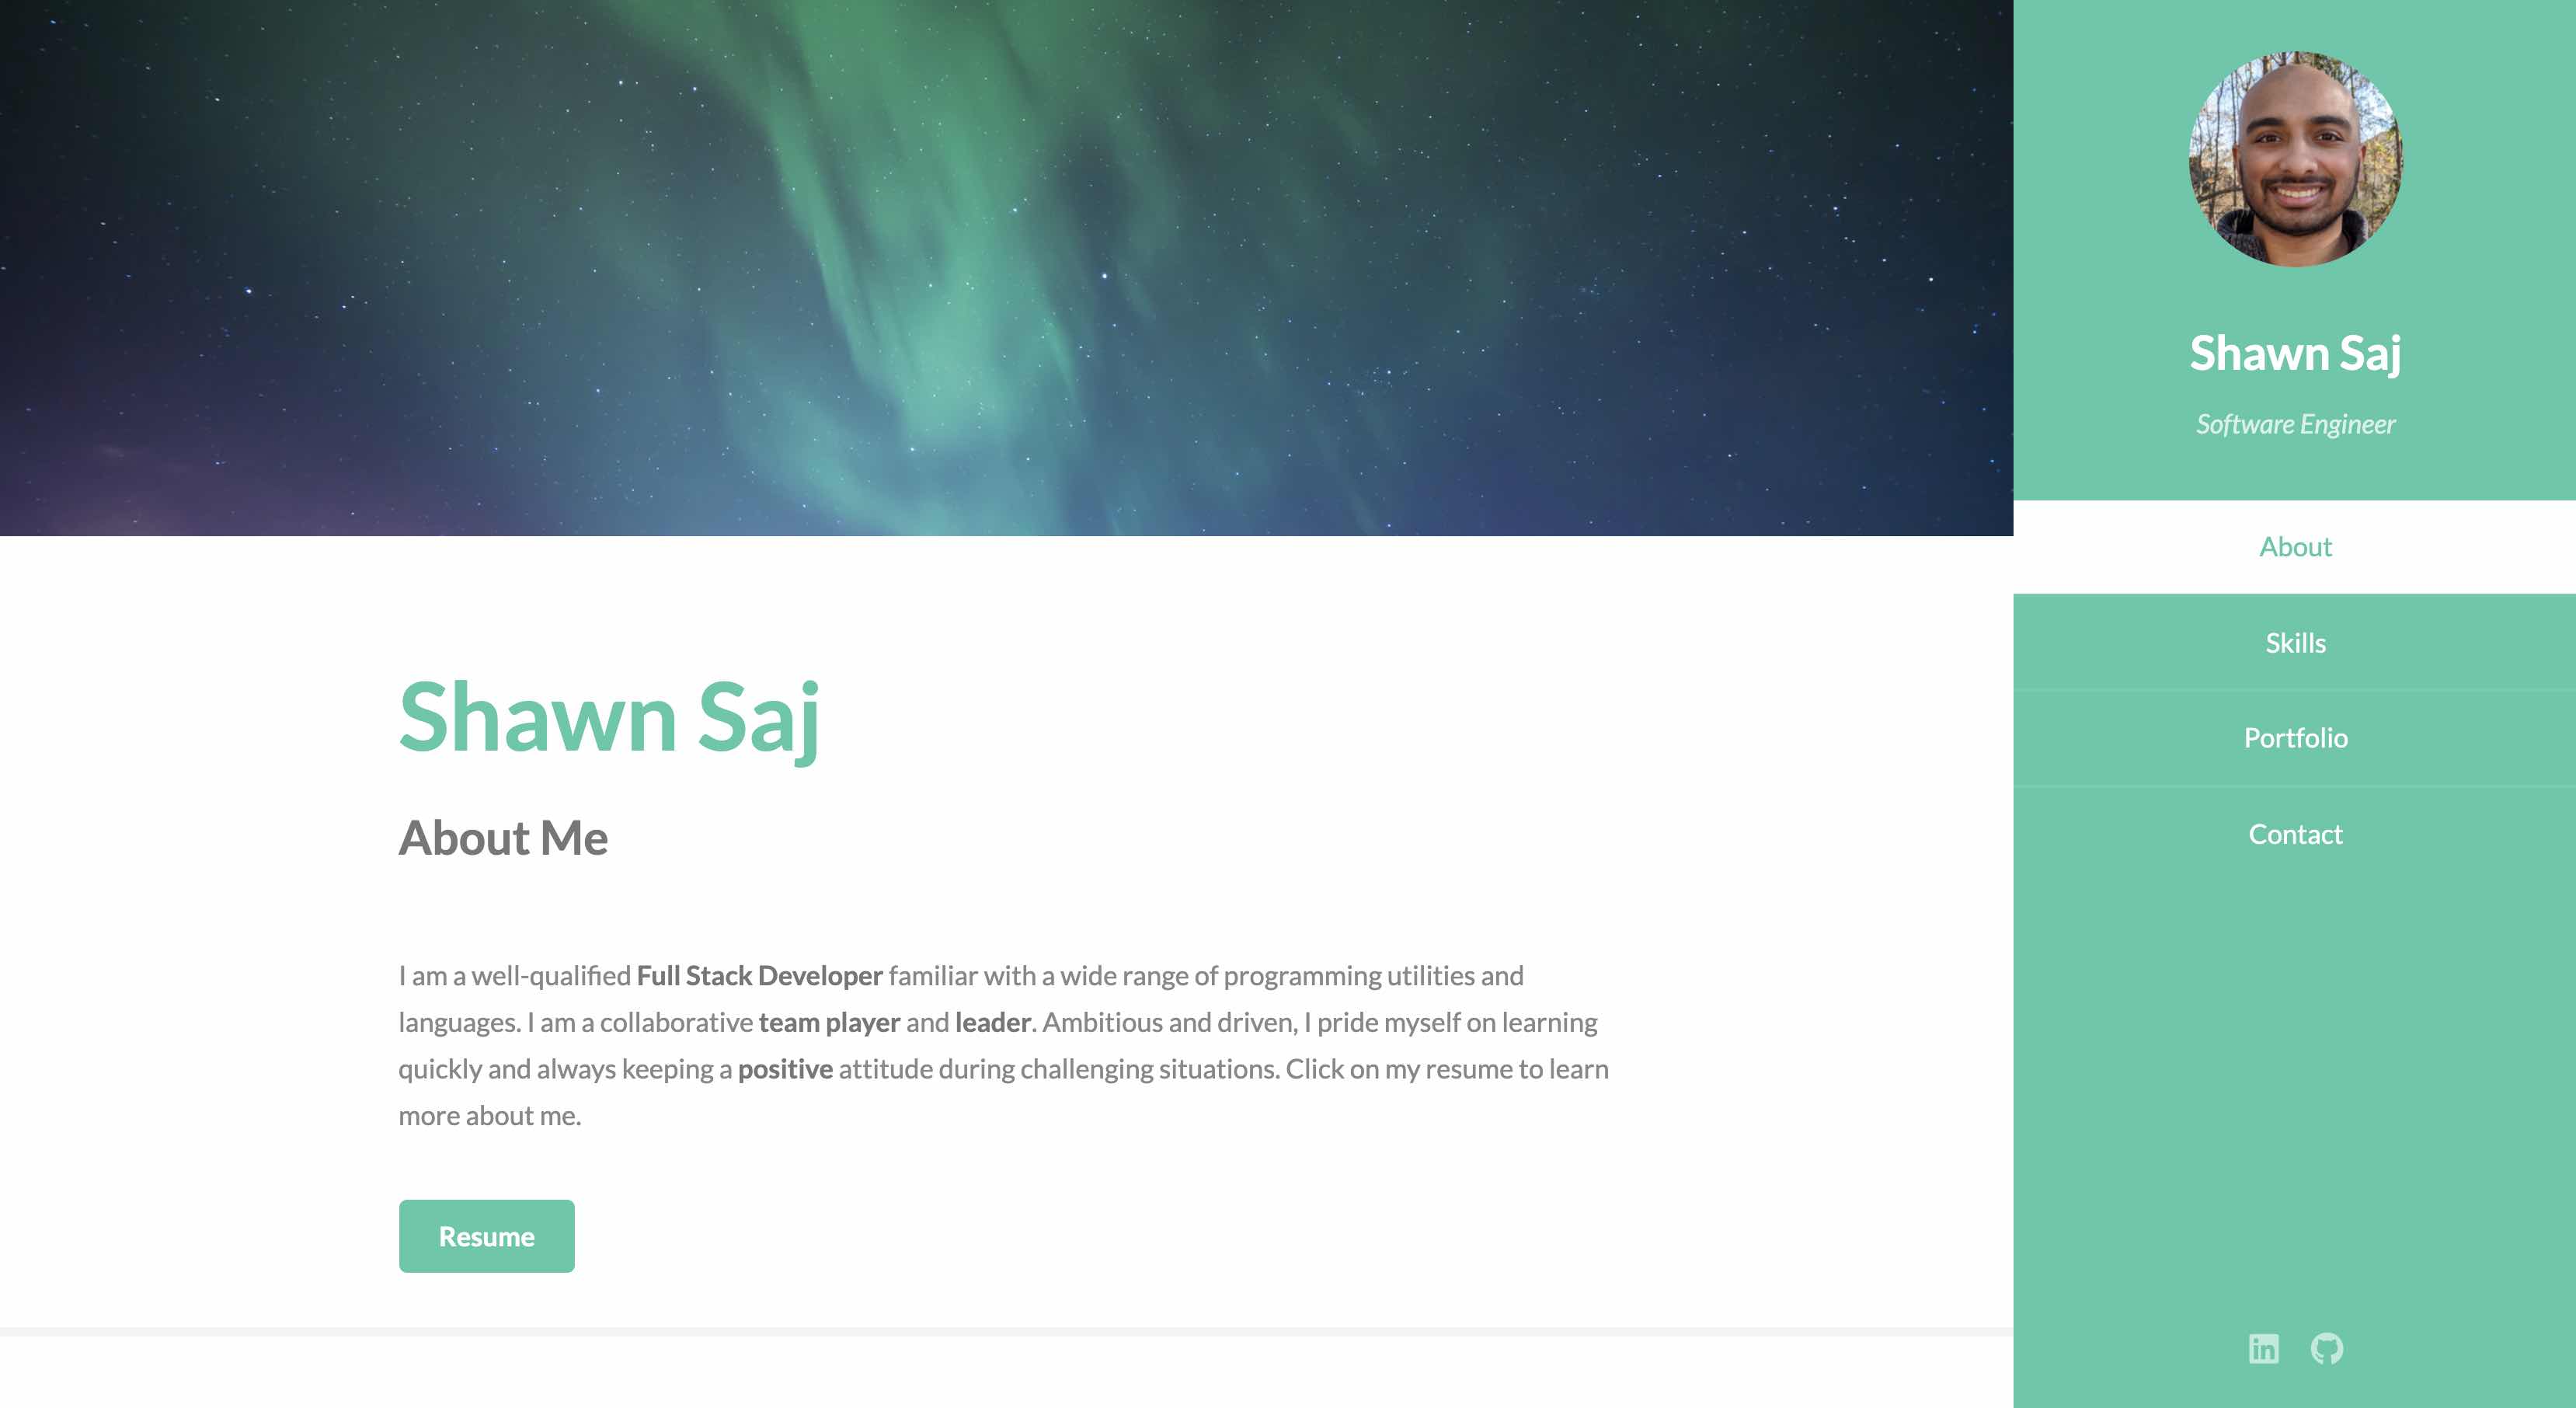 Shawn Saj
About Me
I am a well-qualified Full Stack Developer familiar with a wide range of programming utilities and
languages. I am a collaborative team player and leader. Ambitious and driven, I pride myself on learning
quickly and always keeping a positive attitude during challenging situations. Click on my resume to learn
more about me.
Resume
Shawn Saj
Software Engineer
About
Skills
Portfolio
Contact
in